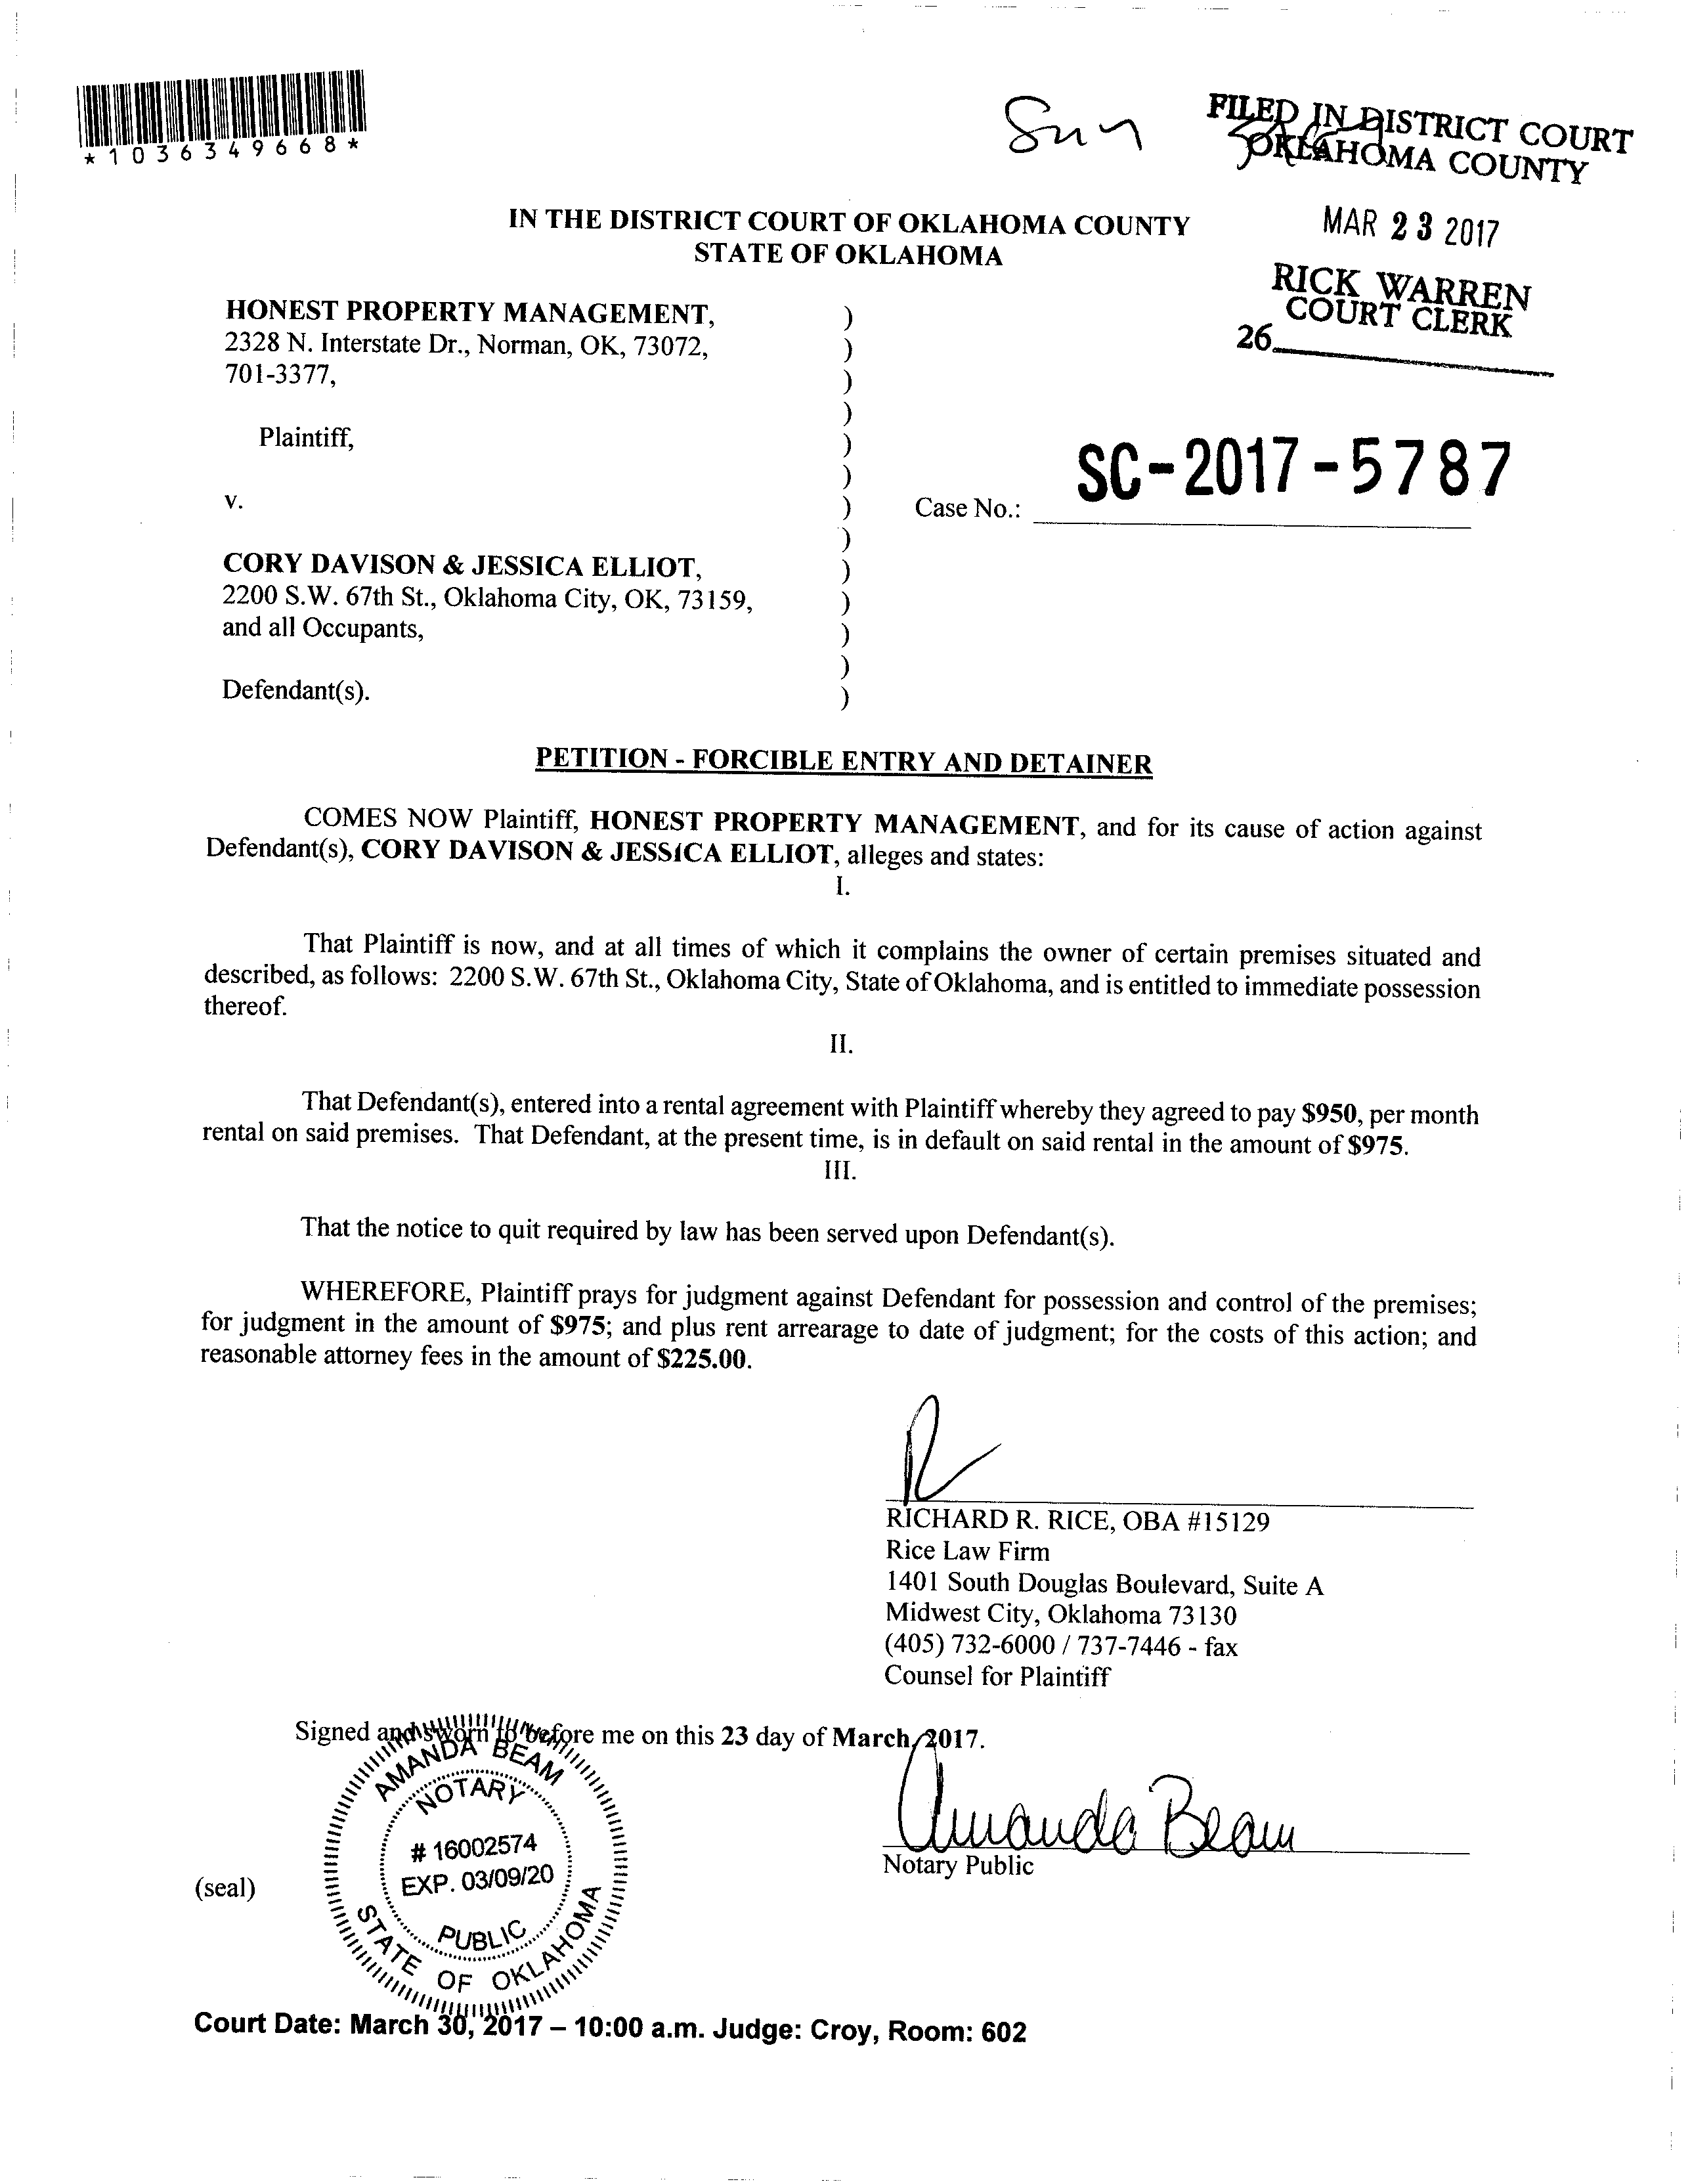 *1036349668*
Sun
FILED IN DISTRICT COURT
OKLAHOMA COUNTY
MAR 23 2017
RICK WARREN
COURT CLERK
26
IN THE DISTRICT COURT OF OKLAHOMA COUNTY
STATE OF OKLAHOMA
HONEST PROPERTY MANAGEMENT, )
2328 N. Interstate Dr., Norman, OK, 73072, )
701-3377, )
)
Plaintiff, )
)
v. ) Case No.: SC-2017-5787
)
CORY DAVISON & JESSICA ELLIOT, )
2200 S.W. 67th St., Oklahoma City, OK, 73159, )
and all Occupants, )
)
Defendant(s). )
PETITION - FORCIBLE ENTRY AND DETAINER
COMES NOW Plaintiff, HONEST PROPERTY MANAGEMENT, and for its cause of action against
Defendant(s), CORY DAVISON & JESSICA ELLIOT, alleges and states:
I.
That Plaintiff is now, and at all times of which it complains the owner of certain premises situated and
described, as follows: 2200 S.W. 67th St., Oklahoma City, State of Oklahoma, and is entitled to immediate possession
thereof.
II.
That Defendant(s), entered into a rental agreement with Plaintiff whereby they agreed to pay $950, per month
rental on said premises. That Defendant, at the present time, is in default on said rental in the amount of $975.
III.
That the notice to quit required by law has been served upon Defendant(s).
WHEREFORE, Plaintiff prays for judgment against Defendant for possession and control of the premises;
for judgment in the amount of $975; and plus rent arrearage to date of judgment; for the costs of this action; and
reasonable attorney fees in the amount of $225.00.
RICHARD R. RICE, OBA #15129
Rice Law Firm
1401 South Douglas Boulevard, Suite A
Midwest City, Oklahoma 73130
(405) 732-6000 / 737-7446 - fax
Counsel for Plaintiff
Signed and sworn to before me on this 23 day of March, 2017.
Amanda Beam
Notary Public
(seal)
AMANDA BEAM
NOTARY
# 16002574
EXP. 03/09/20
PUBLIC
STATE OF OKLAHOMA
Court Date: March 30, 2017 – 10:00 a.m. Judge: Croy, Room: 602